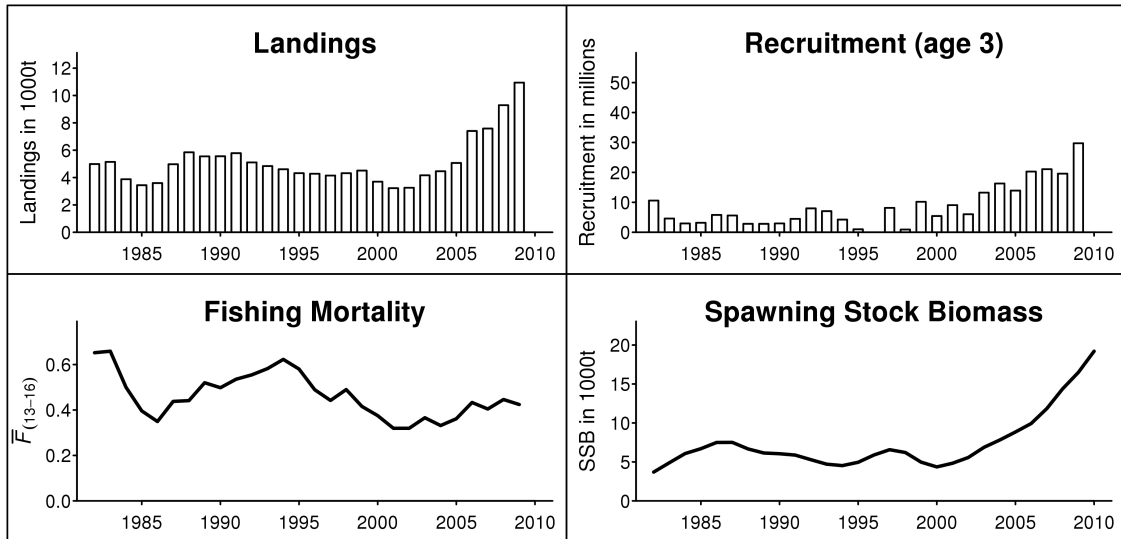 Landings
Landings in 1000t
12
10
8
6
4
2
0
1985 1990 1995 2000 2005 2010
Recruitment (age 3)
Recruitment in millions
50
40
30
20
10
0
1985 1990 1995 2000 2005 2010
Fishing Mortality
F̿(13–16)
0.6
0.4
0.2
0.0
1985 1990 1995 2000 2005 2010
Spawning Stock Biomass
SSB in 1000t
20
15
10
5
0
1985 1990 1995 2000 2005 2010